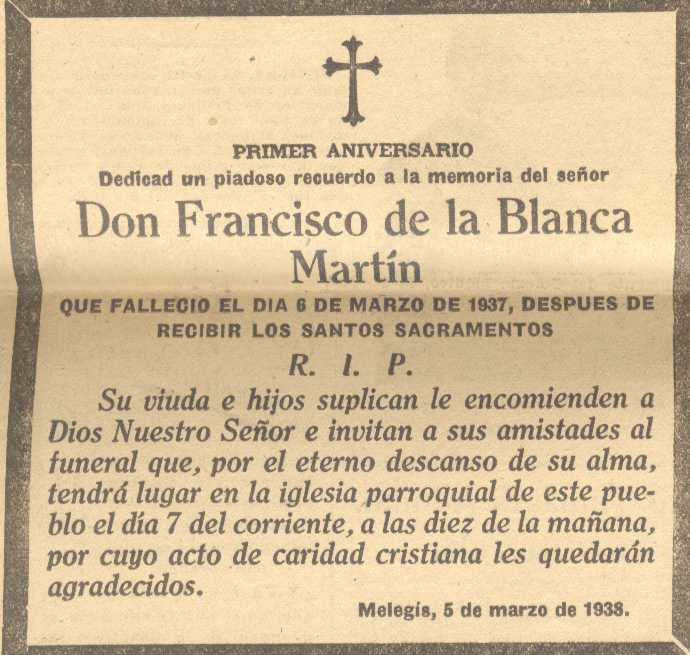 PRIMER ANIVERSARIO
Dedicad un piadoso recuerdo a la memoria del señor
Don Francisco de la Blanca
Martín
QUE FALLECIO EL DIA 6 DE MARZO DE 1937, DESPUES DE
RECIBIR LOS SANTOS SACRAMENTOS
R. I. P.
Su viuda e hijos suplican le encomienden a
Dios Nuestro Señor e invitan a sus amistades al
funeral que, por el eterno descanso de su alma,
tendrá lugar en la iglesia parroquial de este pue-
blo el día 7 del corriente, a las diez de la mañana,
por cuyo acto de caridad cristiana les quedarán
agradecidos.
Melegís, 5 de marzo de 1938.